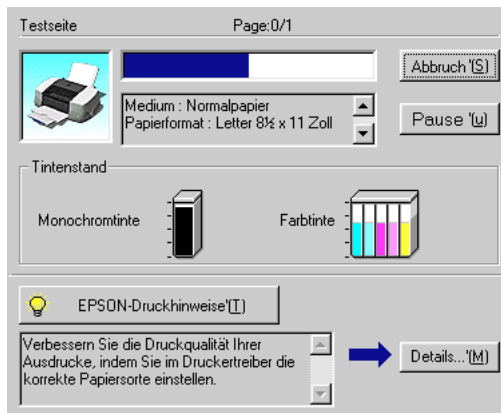 Testseite Page:0/1
Abbruch'(S)
Medium : Normalpapier
Papierformat : Letter 8½ x 11 Zoll
Pause '(u)
Tintenstand
Monochromtinte Farbtinte
EPSON-Druckhinweise'(T)
Verbessern Sie die Druckqualität Ihrer
Ausdrucke, indem Sie im Druckertreiber die
korrekte Papiersorte einstellen.
Details...'(M)